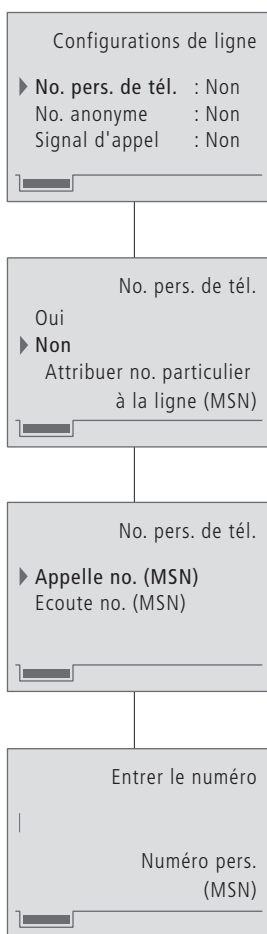 Configurations de ligne
No. pers. de tél. : Non
No. anonyme : Non
Signal d'appel : Non
No. pers. de tél.
Oui
Non
Attribuer no. particulier
à la ligne (MSN)
No. pers. de tél.
Appelle no. (MSN)
Ecoute no. (MSN)
Entrer le numéro
Numéro pers.
(MSN)